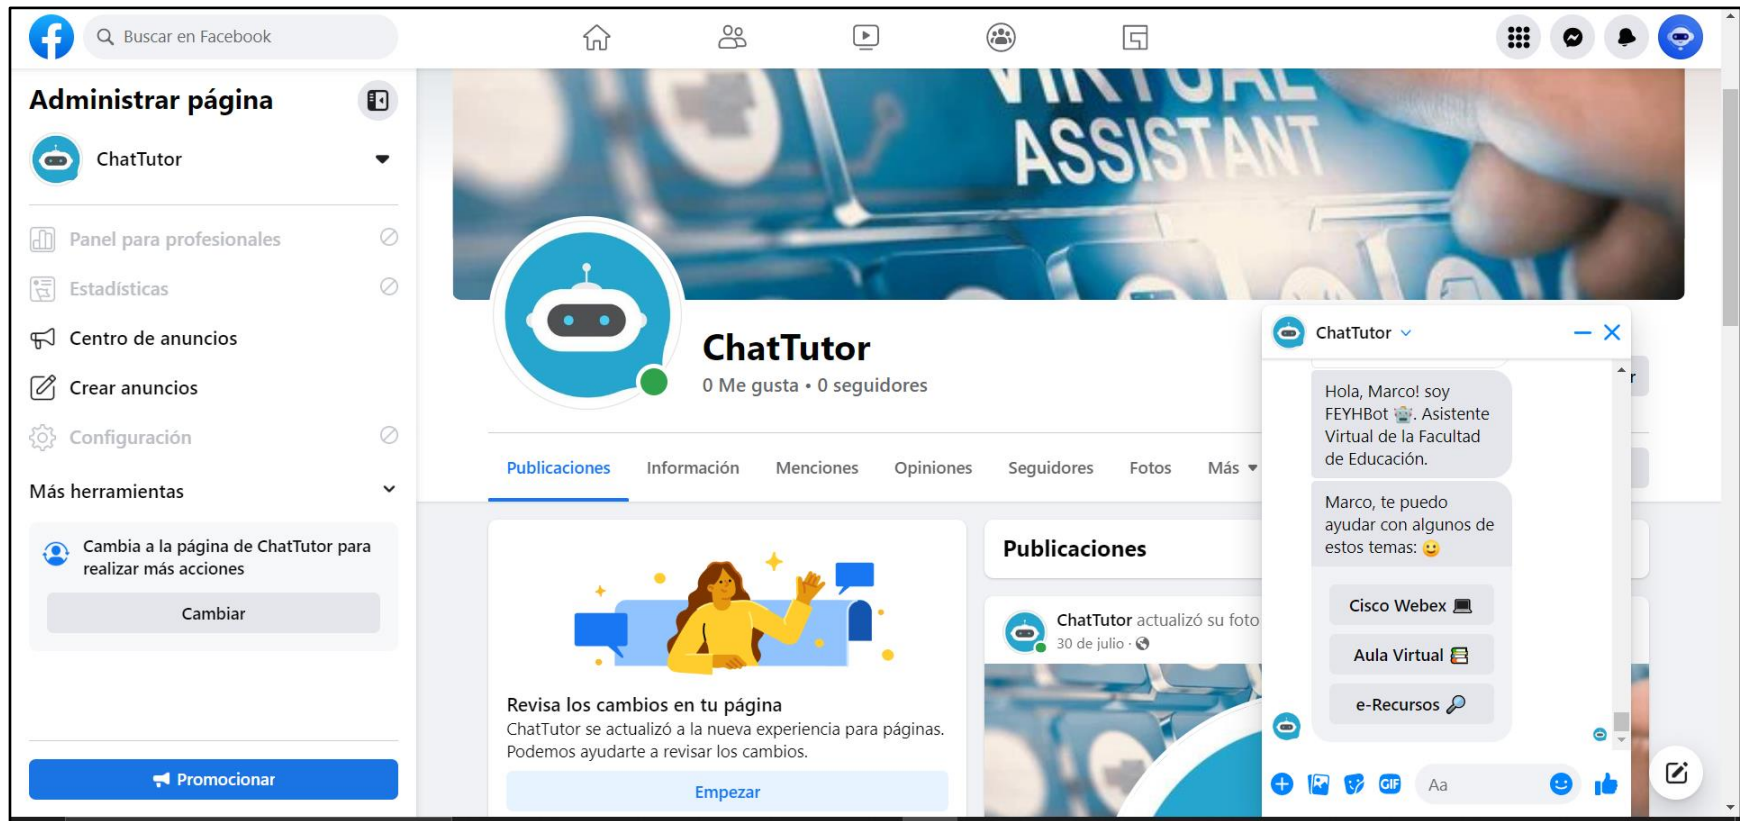 Buscar en Facebook
Administrar página
ChatTutor
Panel para profesionales
Estadísticas
Centro de anuncios
Crear anuncios
Configuración
Más herramientas
Cambia a la página de ChatTutor para
realizar más acciones
Cambiar
Promocionar
VIRTUAL
ASSISTANT
ChatTutor
0 Me gusta • 0 seguidores
Publicaciones Información Menciones Opiniones Seguidores Fotos Más
Revisa los cambios en tu página
ChatTutor se actualizó a la nueva experiencia para páginas.
Podemos ayudarte a revisar los cambios.
Empezar
Publicaciones
ChatTutor actualizó su foto
30 de julio ·
ChatTutor
Hola, Marco! soy
FEYHBot 🤖. Asistente
Virtual de la Facultad
de Educación.
Marco, te puedo
ayudar con algunos de
estos temas: 😀
Cisco Webex 💻
Aula Virtual 📚
e-Recursos 🔎
GIF
Aa